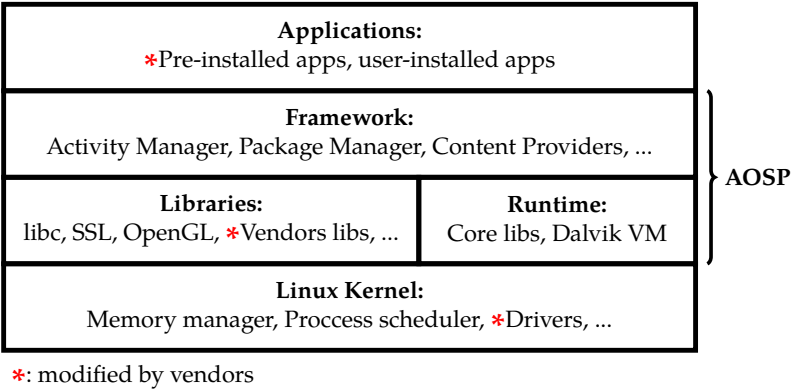 Applications:
*Pre-installed apps, user-installed apps
Framework:
Activity Manager, Package Manager, Content Providers, ...
AOSP
Libraries:
libc, SSL, OpenGL, *Vendors libs, ...
Runtime:
Core libs, Dalvik VM
Linux Kernel:
Memory manager, Proccess scheduler, *Drivers, ...
*: modified by vendors